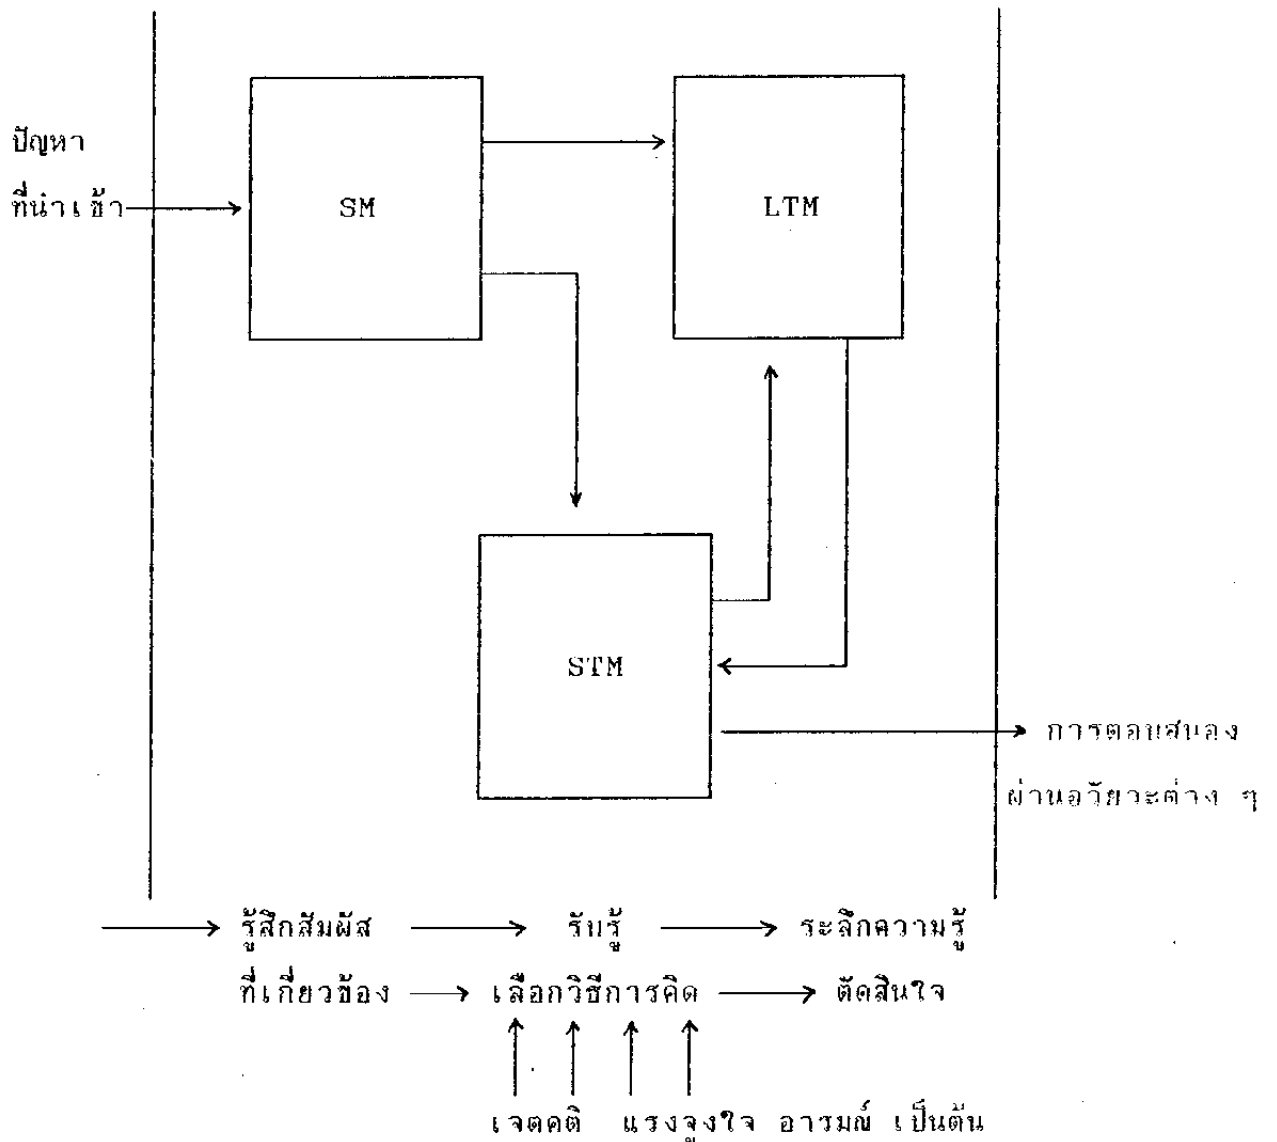 ปัญหา
ที่นำเข้า
SM
LTM
STM
การตอบสนอง
ผ่านอวัยวะต่าง ๆ
รู้สึกสัมผัส รับรู้ ระลึกความรู้
ที่เกี่ยวข้อง เลือกวิธีการคิด ตัดสินใจ
เจตคติ แรงจูงใจ อารมณ์ เป็นต้น